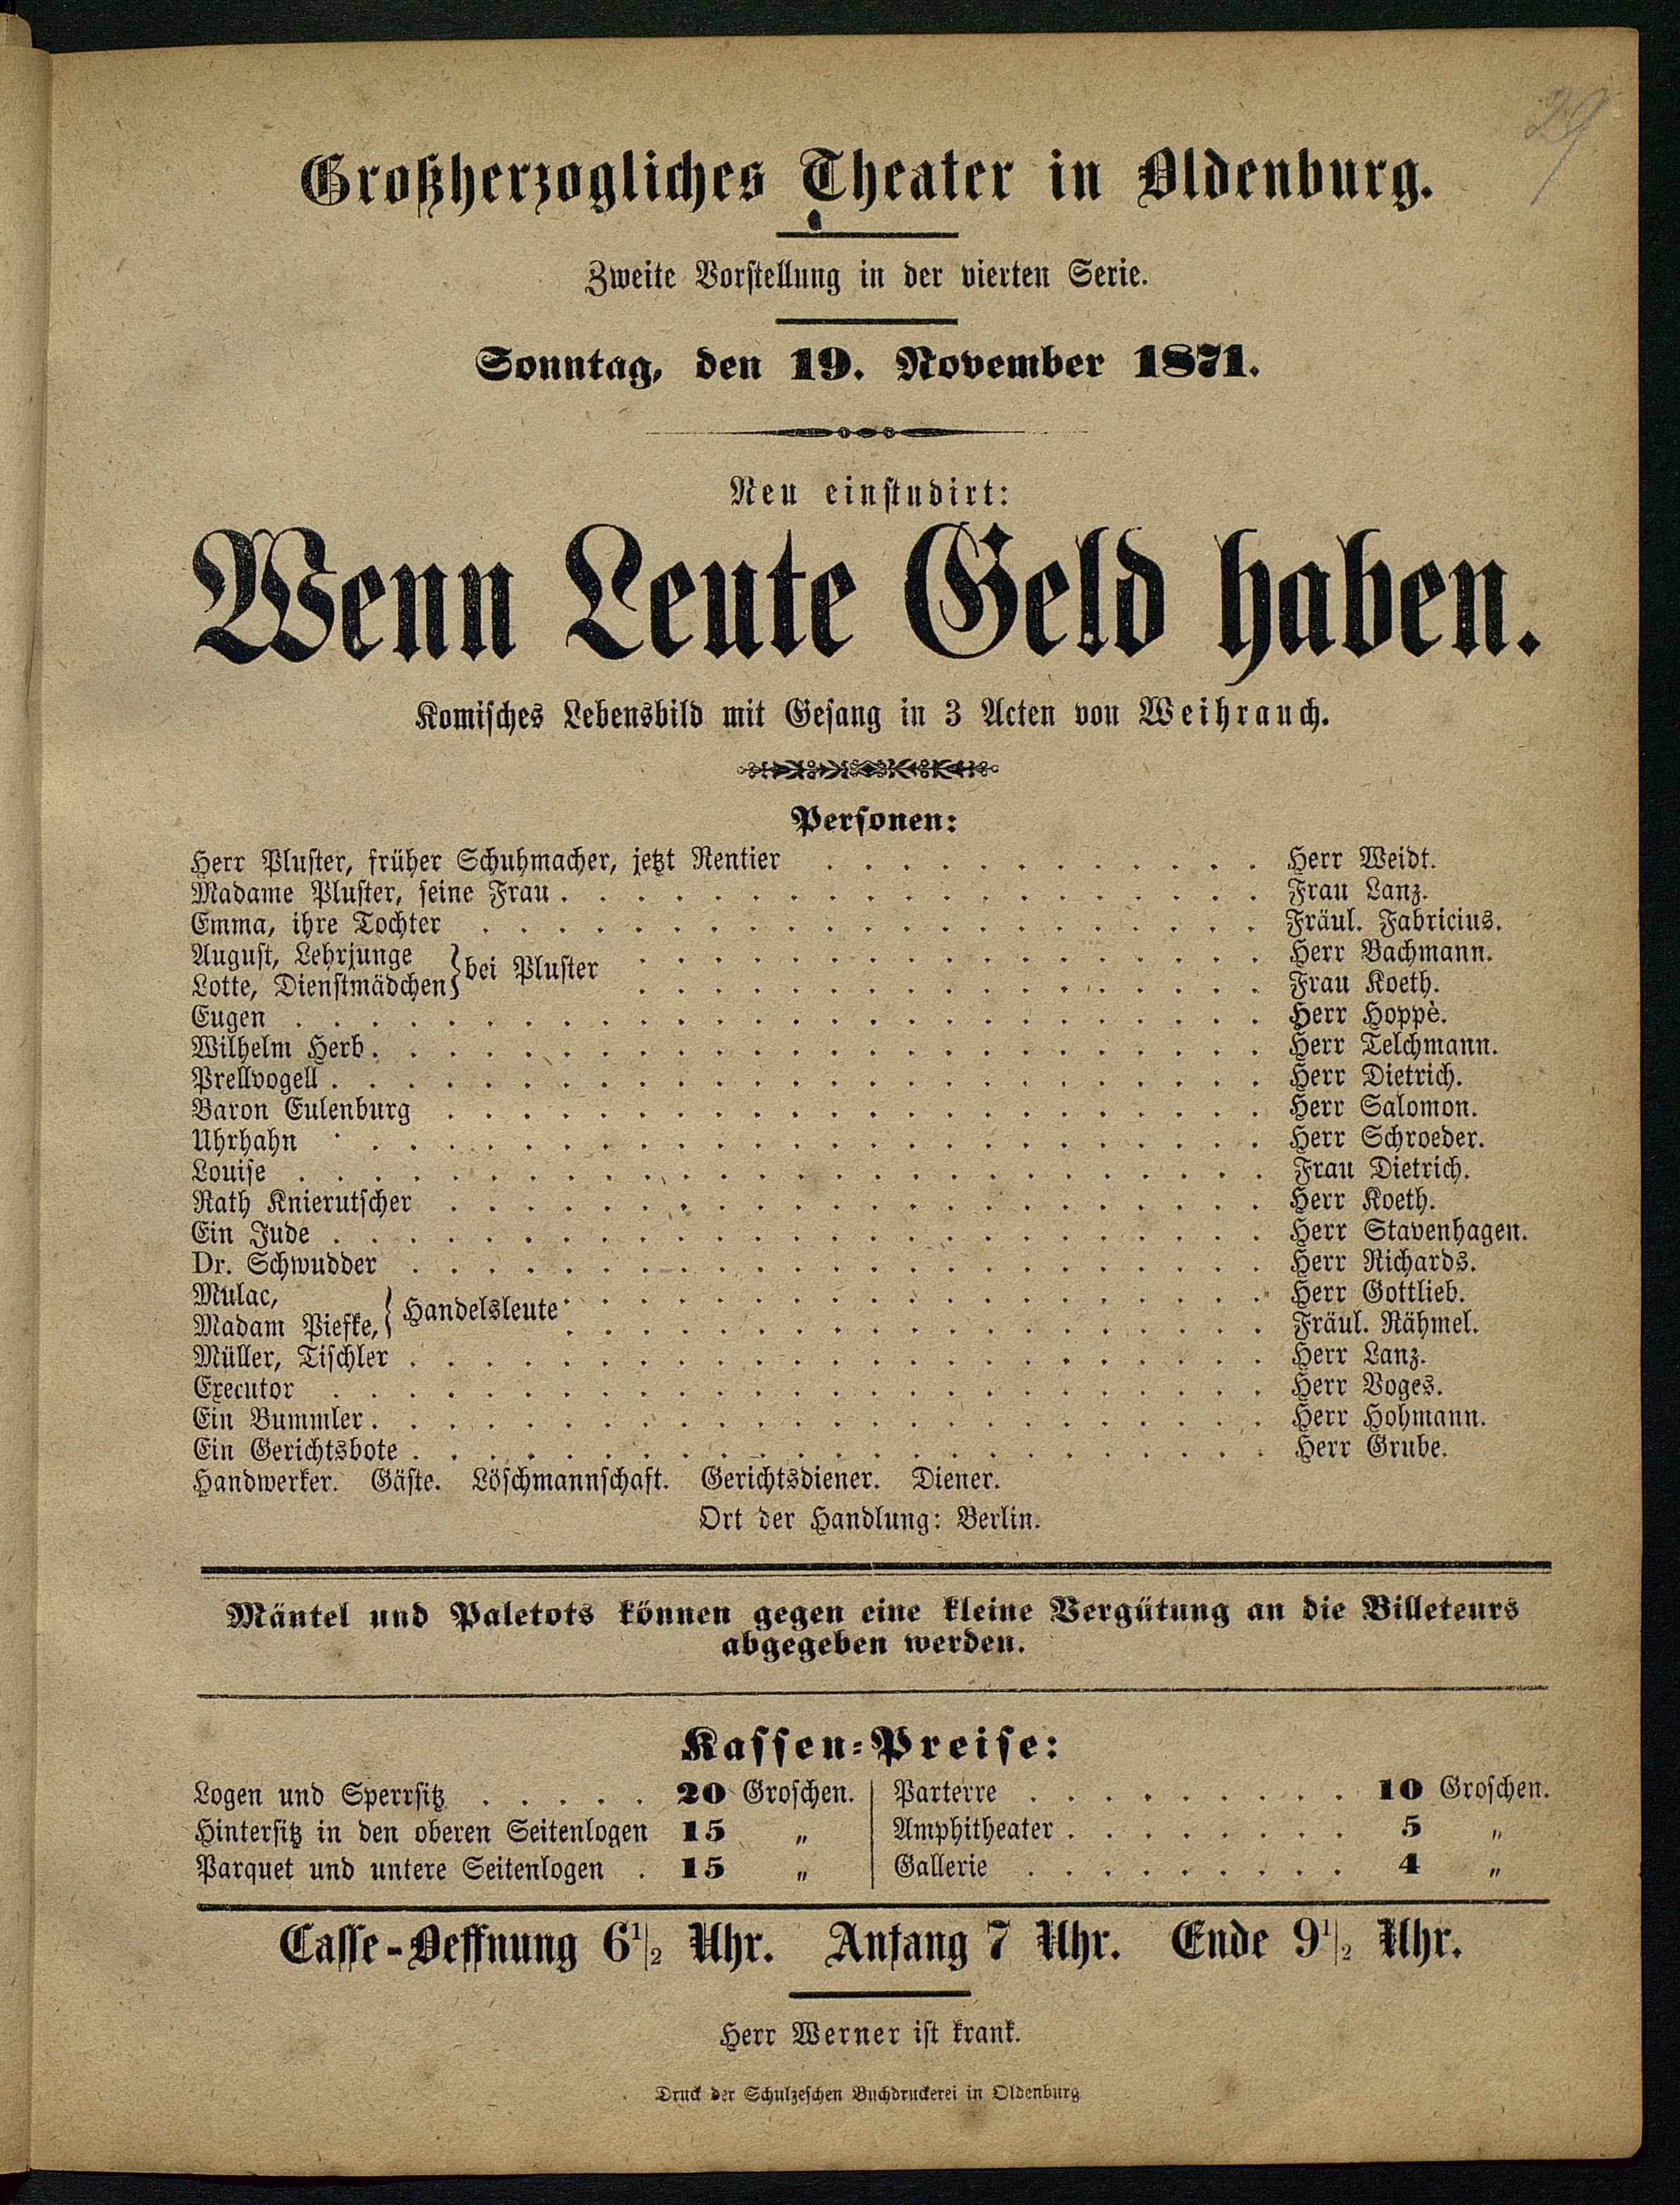 29
Großherzogliches Theater in Oldenburg.
Zweite Vorstellung in der vierten Serie.
Sonntag, den 19. November 1871.
Neu einstudirt:
Wenn Leute Geld haben.
Komisches Lebensbild mit Gesang in 3 Acten von Weihrauch.
Personen:
Herr Pluster, früher Schuhmacher, jetzt Rentier . . . . . . . . . . . . Herr Weidt.
Madame Pluster, seine Frau . . . . . . . . . . . . Frau Lanz.
Emma, ihre Tochter . . . . . . . . . . . . Fräul. Fabricius.
August, Lehrjunge } bei Pluster . . . . . . . . . . . . Herr Bachmann.
Lotte, Dienstmädchen } . . . . . . . . . . . . Frau Koeth.
Eugen . . . . . . . . . . . . Herr Hoppè.
Wilhelm Herb . . . . . . . . . . . . Herr Telchmann.
Prellvogell . . . . . . . . . . . . Herr Dietrich.
Baron Eulenburg . . . . . . . . . . . . Herr Salomon.
Uhrhahn . . . . . . . . . . . . Herr Schroeder.
Louise . . . . . . . . . . . . Frau Dietrich.
Rath Knierutscher . . . . . . . . . . . . Herr Koeth.
Ein Jude . . . . . . . . . . . . Herr Stavenhagen.
Dr. Schwudder . . . . . . . . . . . . Herr Richards.
Mulac, } Handelsleute . . . . . . . . . . . . Herr Gottlieb.
Madam Piefke, } . . . . . . . . . . . . Fräul. Rähmel.
Müller, Tischler . . . . . . . . . . . . Herr Lanz.
Executor . . . . . . . . . . . . Herr Voges.
Ein Bummler . . . . . . . . . . . . Herr Hohmann.
Ein Gerichtsbote . . . . . . . . . . . . Herr Grube.
Handwerker. Gäste. Löschmannschaft. Gerichtsdiener. Diener.
Ort der Handlung: Berlin.
Mäntel und Paletots können gegen eine kleine Vergütung an die Billeteurs
abgegeben werden.
Kassen-Preise:
Logen und Sperrsitz . . . . . 20 Groschen.
Hintersitz in den oberen Seitenlogen 15 „
Parquet und untere Seitenlogen . 15 „
Parterre . . . . . . . . . 10 Groschen.
Amphitheater . . . . . . . . 5 „
Gallerie . . . . . . . . . 4 „
Casse-Oeffnung 6 1/2 Uhr. Anfang 7 Uhr. Ende 9 1/2 Uhr.
Herr Werner ist krank.
Druck der Schulzeschen Buchdruckerei in Oldenburg